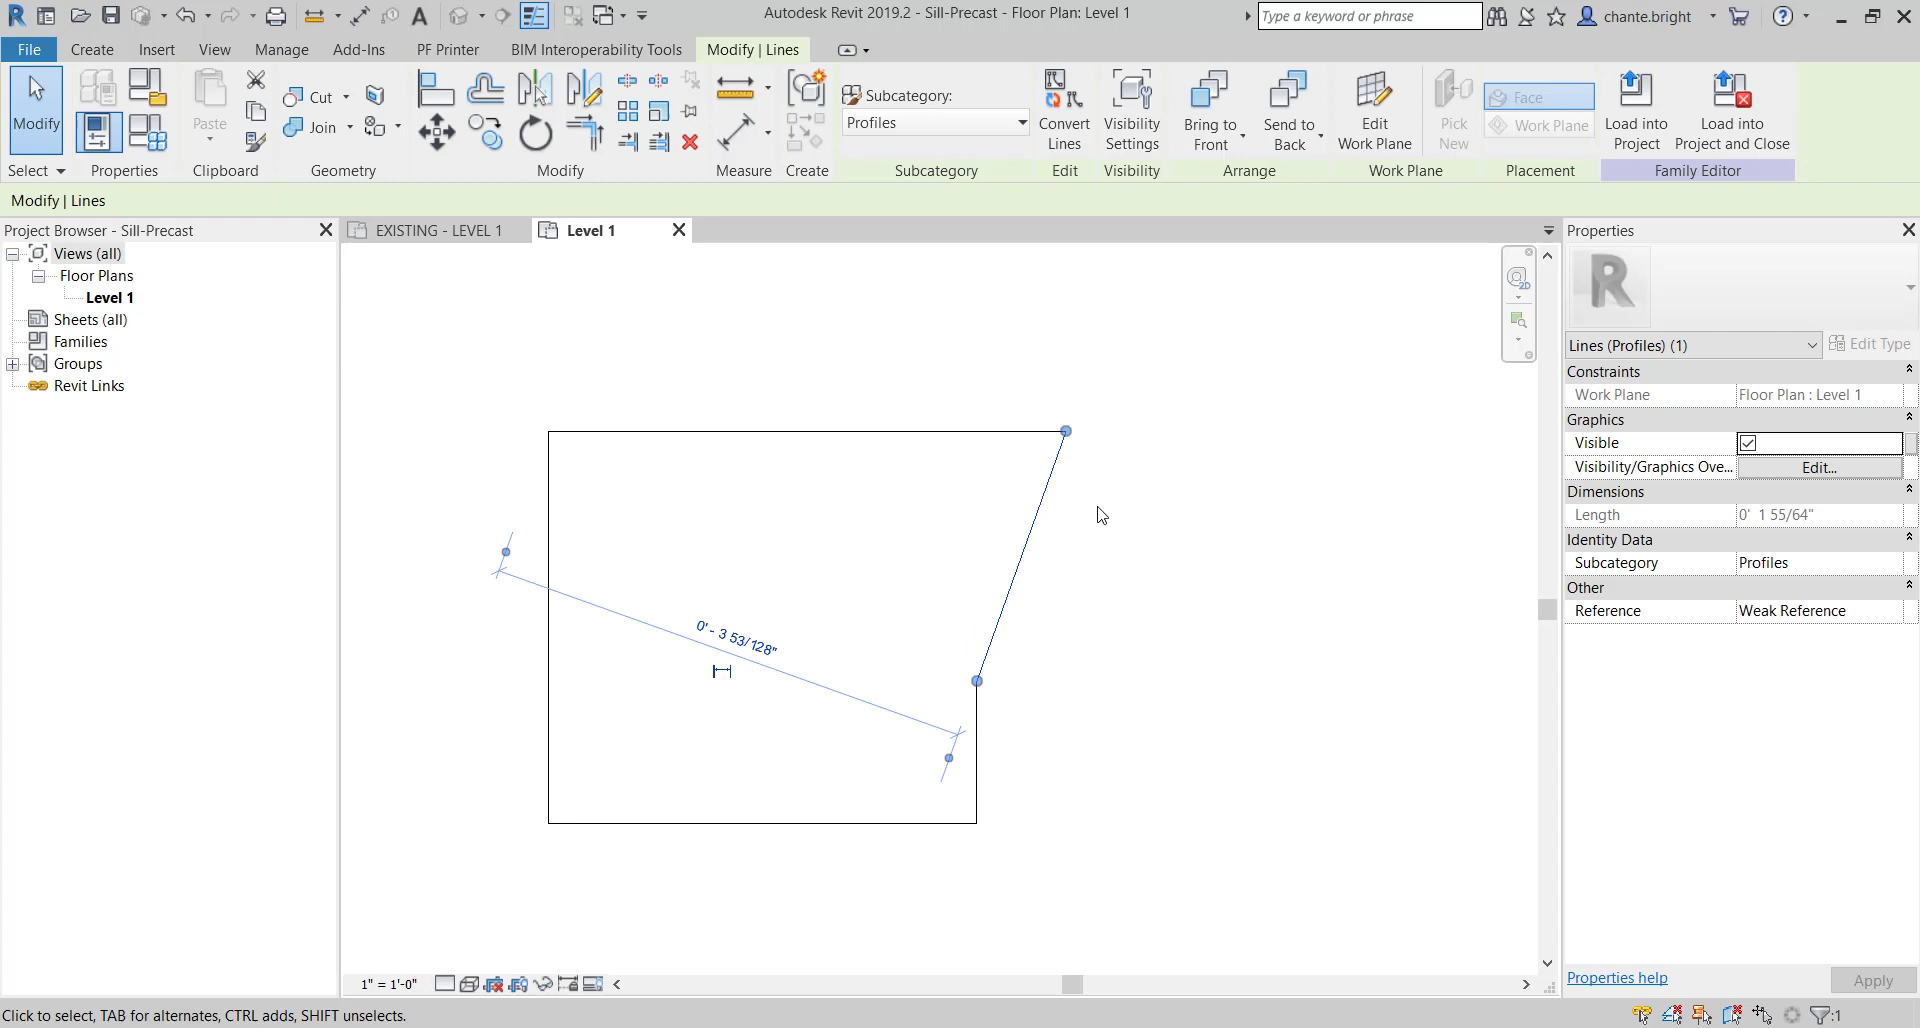 Autodesk Revit 2019.2 - Sill-Precast - Floor Plan: Level 1
Type a keyword or phrase
chante.bright
File Create Insert View Manage Add-Ins PF Printer BIM Interoperability Tools Modify | Lines
Modify
Paste
Cut
Join
Subcategory:
Profiles
Convert Lines
Visibility Settings
Bring to Front
Send to Back
Edit Work Plane
Pick New
Face
Work Plane
Load into Project
Load into Project and Close
Select Properties Clipboard Geometry Modify Measure Create Subcategory Edit Visibility Arrange Work Plane Placement Family Editor
Modify | Lines
Project Browser - Sill-Precast
Views (all)
Floor Plans
Level 1
Sheets (all)
Families
Groups
Revit Links
EXISTING - LEVEL 1
Level 1
2D
0' - 3 53/128"
Properties
R
Lines (Profiles) (1) Edit Type
Constraints
Work Plane Floor Plan : Level 1
Graphics
Visible
Visibility/Graphics Ove... Edit...
Dimensions
Length 0' 1 55/64"
Identity Data
Subcategory Profiles
Other
Reference Weak Reference
Properties help Apply
1" = 1'-0"
Click to select, TAB for alternates, CTRL adds, SHIFT unselects.
:1